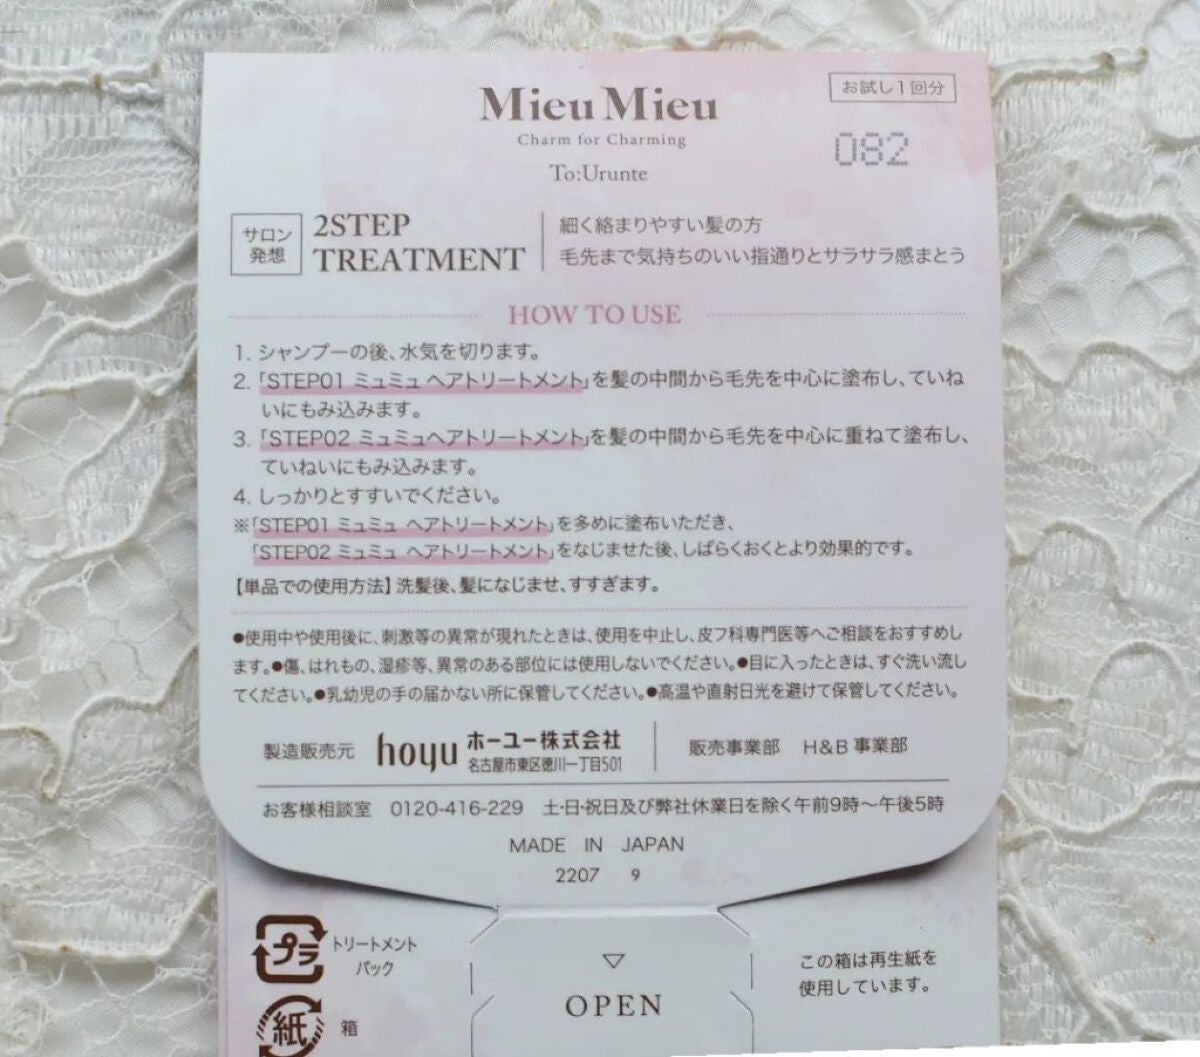 Mieu Mieu
お試し1回分
Charm for Charming
082
To:Urunte
サロン
発想
2STEP
TREATMENT
細く絡まりやすい髪の方
毛先まで気持ちのいい指通りとサラサラ感まとう
HOW TO USE
1. シャンプーの後、水気を切ります。
2. 「STEP01 ミュミュ ヘアトリートメント」を髪の中間から毛先を中心に塗布し、ていね
いにもみ込みます。
3. 「STEP02 ミュミュヘアトリートメント」を髪の中間から毛先を中心に重ねて塗布し、
ていねいにもみ込みます。
4. しっかりとすすいでください。
※「STEP01 ミュミュ ヘアトリートメント」を多めに塗布いただき、
「STEP02 ミュミュ ヘアトリートメント」をなじませた後、しばらくおくとより効果的です。
【単品での使用方法】洗髪後、髪になじませ、すすぎます。
●使用中や使用後に、刺激等の異常が現れたときは、使用を中止し、皮フ科専門医等へご相談をおすすめし
ます。●傷、はれもの、湿疹等、異常のある部位には使用しないでください。●目に入ったときは、すぐ洗い流し
てください。●乳幼児の手の届かない所に保管してください。●高温や直射日光を避けて保管してください。
製造販売元 hoyu ホーユー株式会社
名古屋市東区徳川一丁目501
販売事業部 H&B 事業部
お客様相談室 0120-416-229 土・日・祝日及び弊社休業日を除く午前9時〜午後5時
MADE IN JAPAN
2207 9
プラ
トリートメント
パック
紙
箱
OPEN
この箱は再生紙を
使用しています。